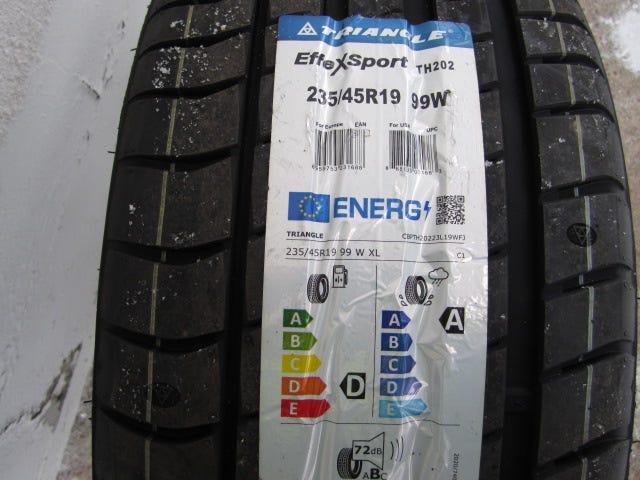 TRIANGLE
EffeXSport TH202
235/45R19 99W
For Europe EAN For USA UPC
ENERG
TRIANGLE CBPTH20223L19WFJ
235/45R19 99 W XL C1
A A A
B B
C C
D D D
E E
72dB
ABC